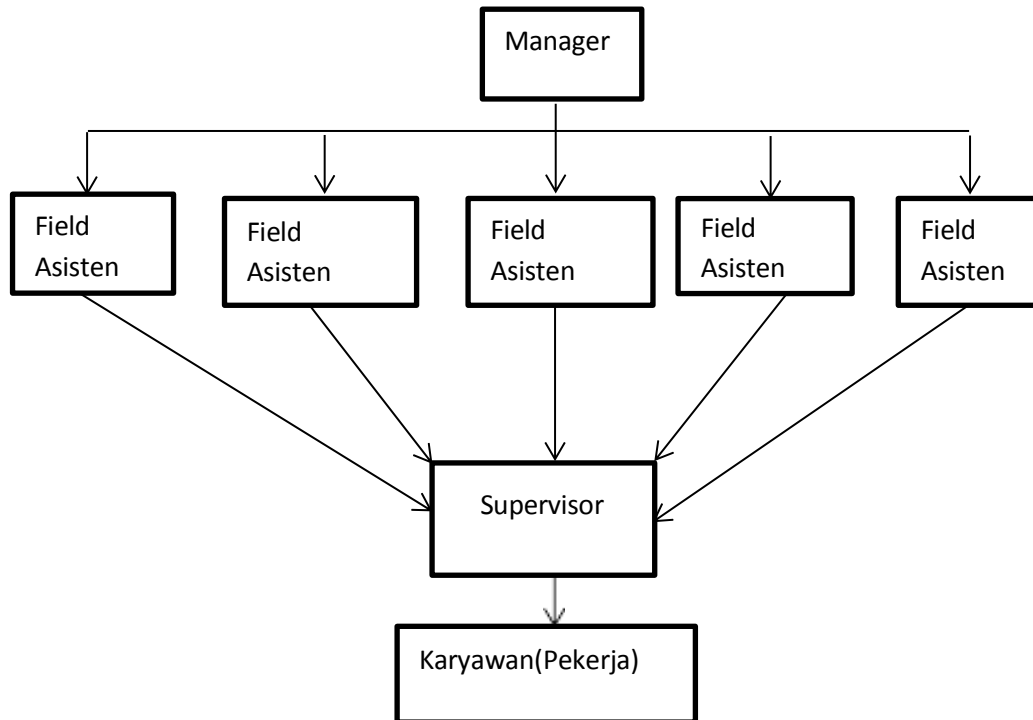 Manager
Field
Asisten
Field
Asisten
Field
Asisten
Field
Asisten
Field
Asisten
Supervisor
Karyawan(Pekerja)